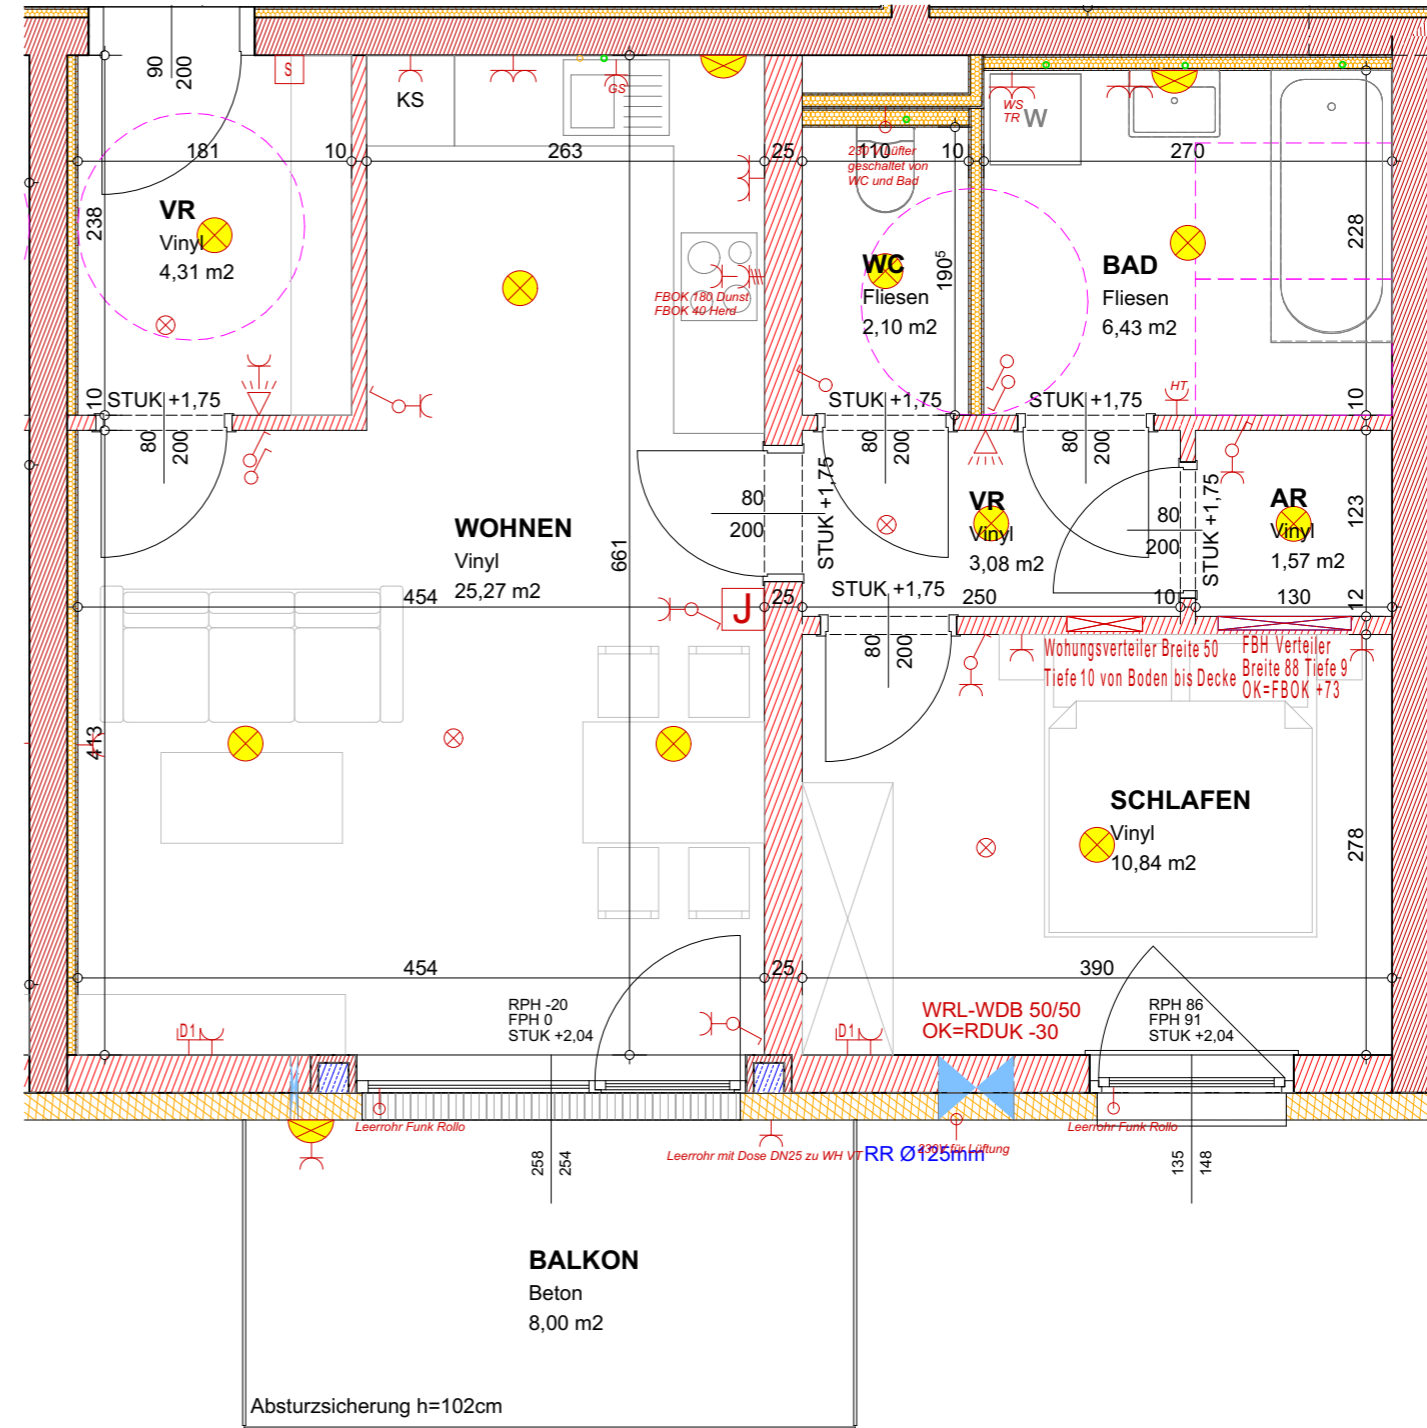 90
200
S
KS
GS
WS
TR
W
181
10
263
25
110
10
270
230 V Lüfter
geschaltet von
WC und Bad
238
VR
Vinyl
4,31 m2
WC
Fliesen
2,10 m2
190⁵
BAD
Fliesen
6,43 m2
228
FBOK 180 Dunst
FBOK 40 Herd
HT
10
STUK +1,75
80
200
STUK +1,75
80
200
STUK +1,75
80
200
10
WOHNEN
Vinyl
25,27 m2
661
80
200
STUK +1,75
VR
Vinyl
3,08 m2
80
200
STUK +1,75
AR
Vinyl
1,57 m2
123
STUK +1,75
454
J
25
250
10
130
12
80
200
Wohungsverteiler Breite 50
Tiefe 10 von Boden bis Decke
FBH Verteiler
Breite 88 Tiefe 9
OK=FBOK +73
413
SCHLAFEN
Vinyl
10,84 m2
278
454
25
390
RPH -20
FPH 0
STUK +2,04
WRL-WDB 50/50
OK=RDUK -30
RPH 86
FPH 91
STUK +2,04
D1
D1
Leerrohr Funk Rollo
Leerrohr Funk Rollo
Leerrohr mit Dose DN25 zu WH VT
RR Ø125mm
230V für Lüftung
258
254
135
148
BALKON
Beton
8,00 m2
Absturzsicherung h=102cm